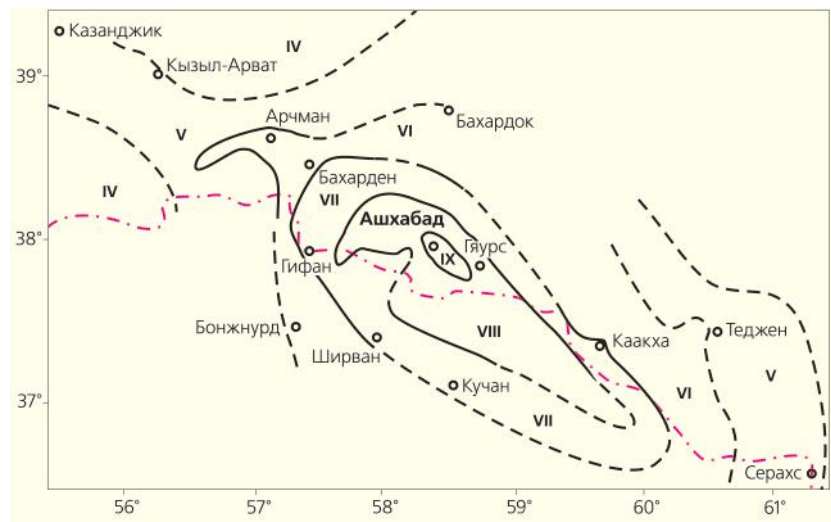 Казанджик
IV
39°
Кызыл-Арват
Арчман
Бахардок
V
VI
Бахарден
IV
VII
Ашхабад
38°
Гяурс
IX
Гифан
Бонжнурд
VIII
Теджен
Ширван
Каакха
Кучан
VI
V
37°
VII
Серахс
56°
57°
58°
59°
60°
61°